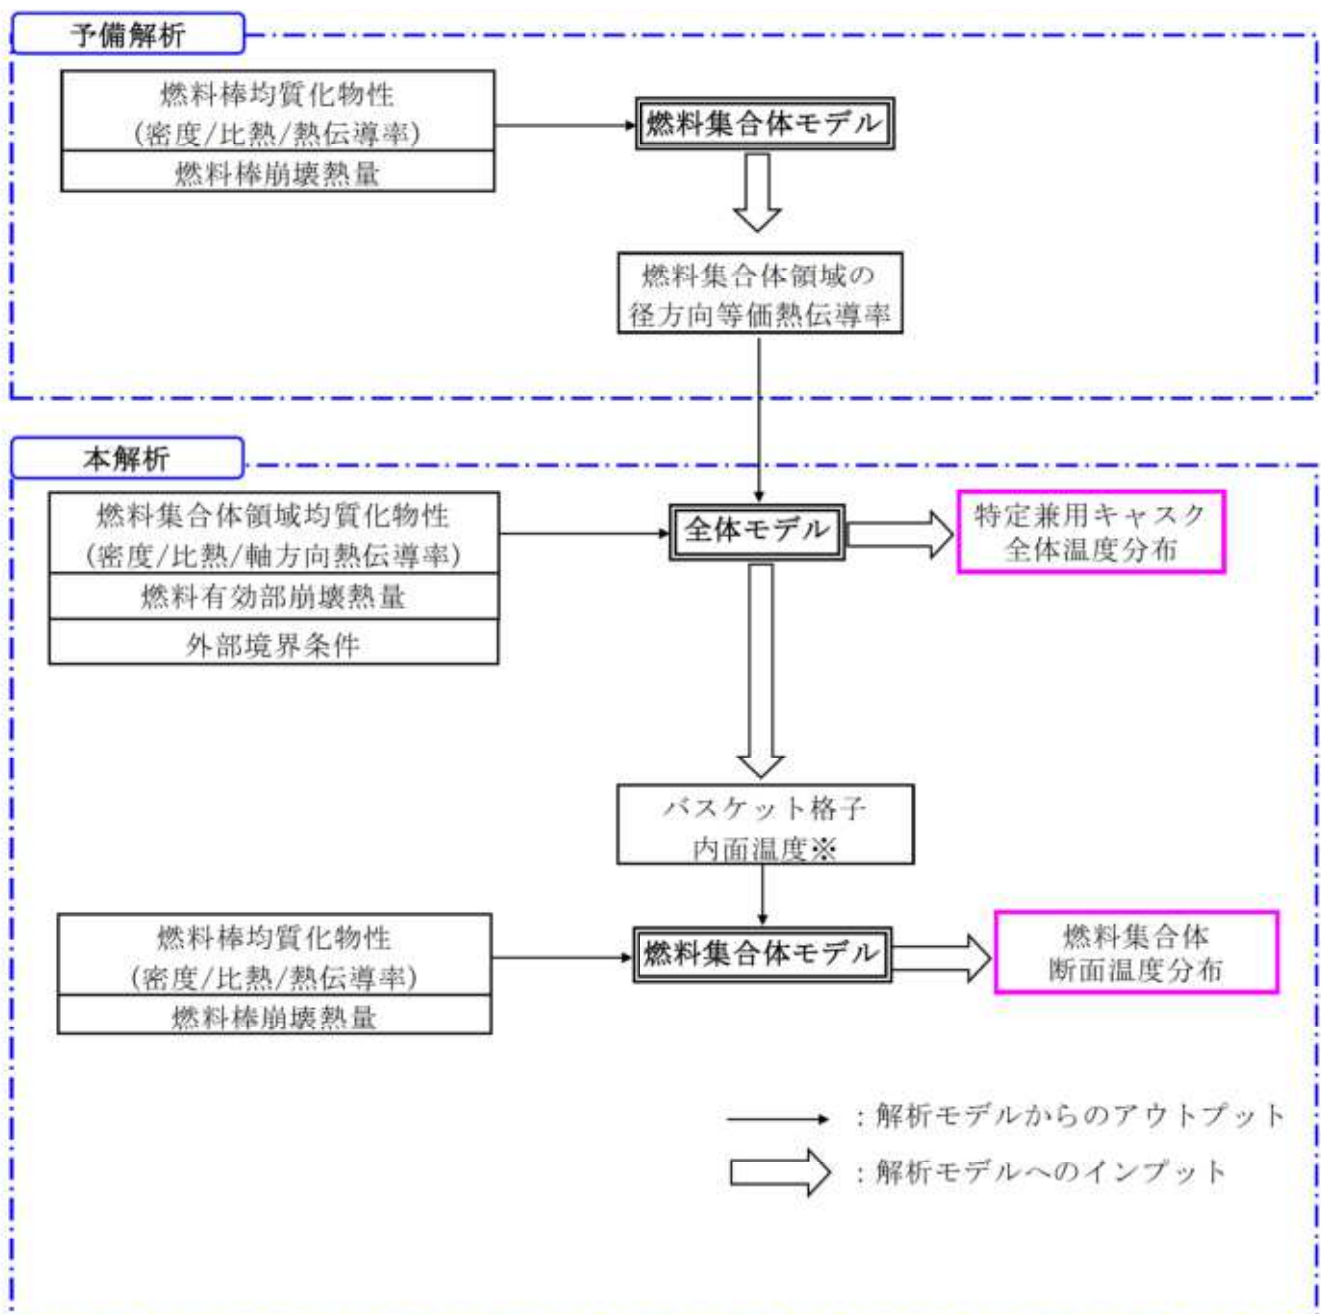 予備解析
燃料棒均質化物性
(密度/比熱/熱伝導率)
燃料棒崩壊熱量
燃料集合体モデル
燃料集合体領域の
径方向等価熱伝導率
本解析
燃料集合体領域均質化物性
(密度/比熱/軸方向熱伝導率)
燃料有効部崩壊熱量
外部境界条件
全体モデル
特定兼用キャスク
全体温度分布
バスケット格子
内面温度※
燃料棒均質化物性
(密度/比熱/熱伝導率)
燃料棒崩壊熱量
燃料集合体モデル
燃料集合体
断面温度分布
：解析モデルからのアウトプット
：解析モデルへのインプット